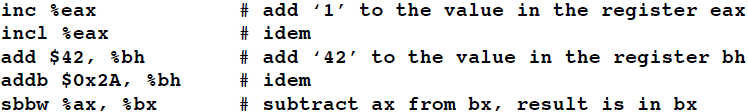 inc %eax # add ‘1’ to the value in the register eax
incl %eax # idem
add $42, %bh # add ‘42’ to the value in the register bh
addb $0x2A, %bh # idem
sbbw %ax, %bx # subtract ax from bx, result is in bx